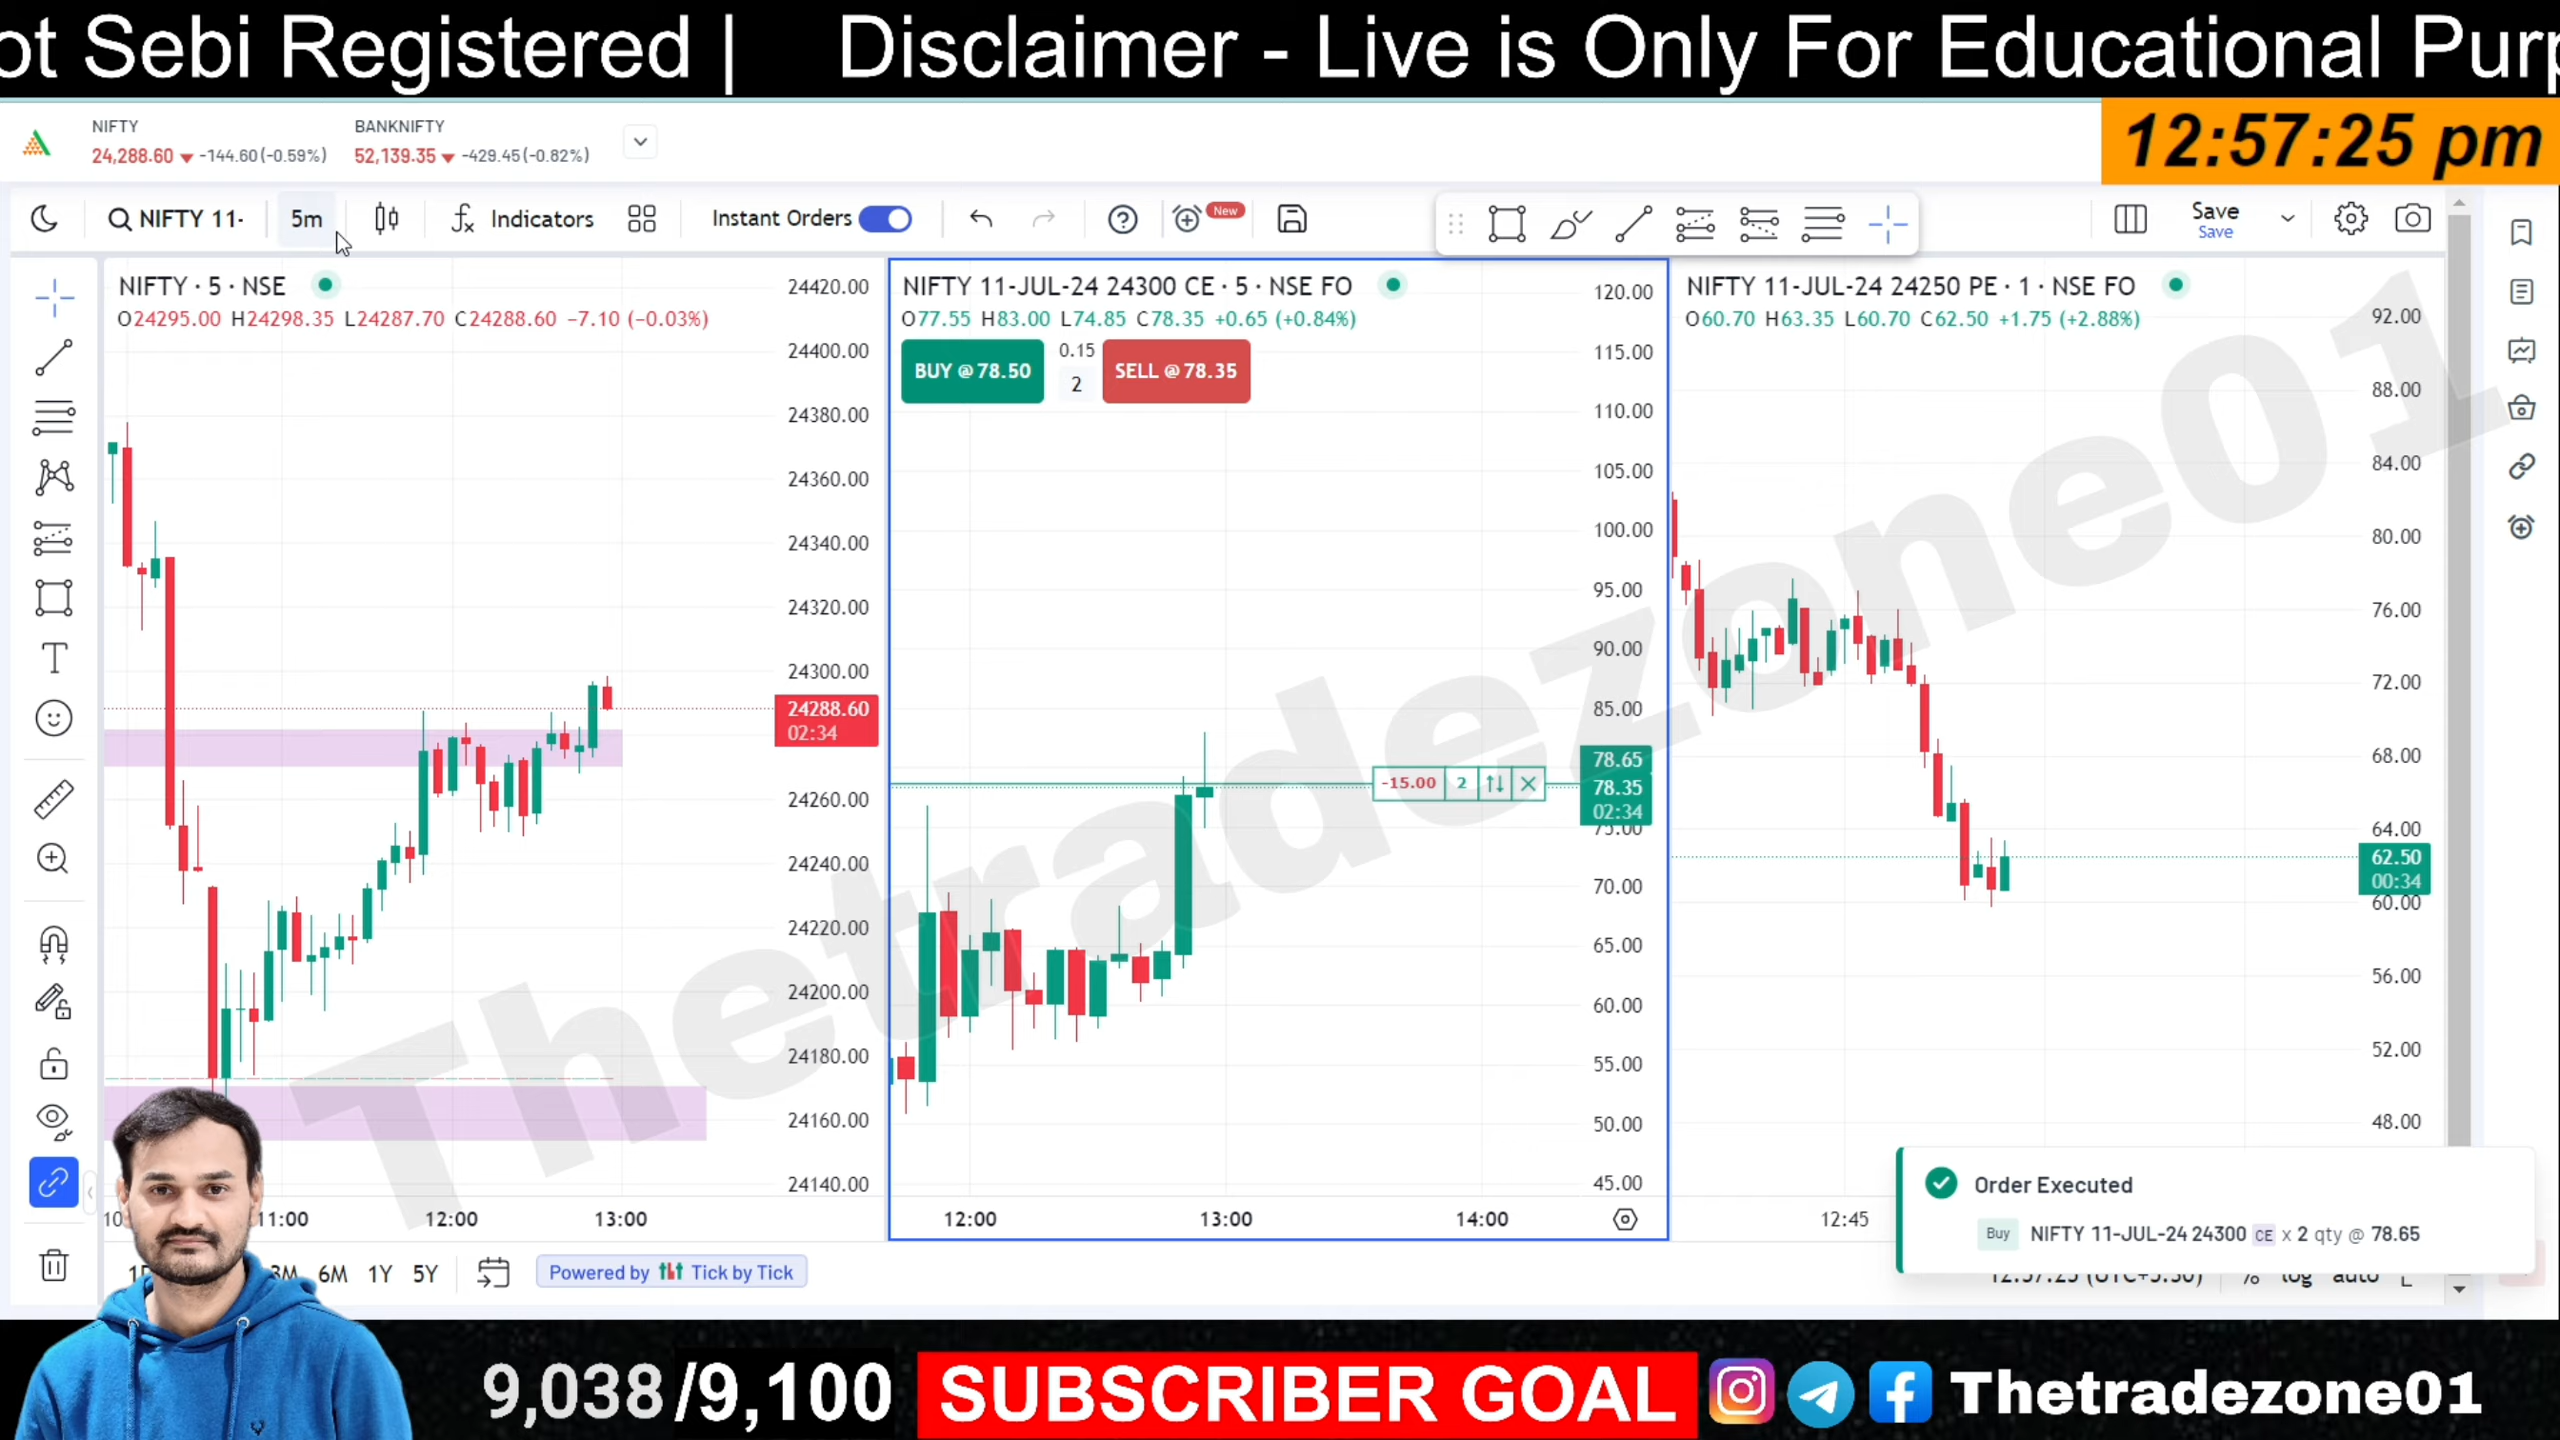 ot Sebi Registered |    Disclaimer - Live is Only For Educational Purp
NIFTY
24,288.60 ▼ -144.60(-0.59%)
BANKNIFTY
52,139.35 ▼ -429.45(-0.82%)
12:57:25 pm
NIFTY 11-
5m
Indicators
Instant Orders
New
Save
Save
NIFTY · 5 · NSE
O24295.00 H24298.35 L24287.70 C24288.60 −7.10 (−0.03%)
24420.00
24400.00
24380.00
24360.00
24340.00
24320.00
24300.00
24288.60
02:34
24260.00
24240.00
24220.00
24200.00
24180.00
24160.00
24140.00
11:00
12:00
13:00
NIFTY 11-JUL-24 24300 CE · 5 · NSE FO
O77.55 H83.00 L74.85 C78.35 +0.65 (+0.84%)
BUY @ 78.50
0.15
2
SELL @ 78.35
120.00
115.00
110.00
105.00
100.00
95.00
90.00
85.00
78.65
-15.00 2
78.35
02:34
75.00
70.00
65.00
60.00
55.00
50.00
45.00
12:00
13:00
14:00
NIFTY 11-JUL-24 24250 PE · 1 · NSE FO
O60.70 H63.35 L60.70 C62.50 +1.75 (+2.88%)
92.00
88.00
84.00
80.00
76.00
72.00
68.00
64.00
62.50
00:34
60.00
56.00
52.00
48.00
12:45
Thetradezone01
Order Executed
Buy NIFTY 11-JUL-24 24300 CE x 2 qty @ 78.65
3M 6M 1Y 5Y
Powered by Tick by Tick
12:57:25 (UTC+5:30) % log auto
9,038/9,100
SUBSCRIBER GOAL
Thetradezone01